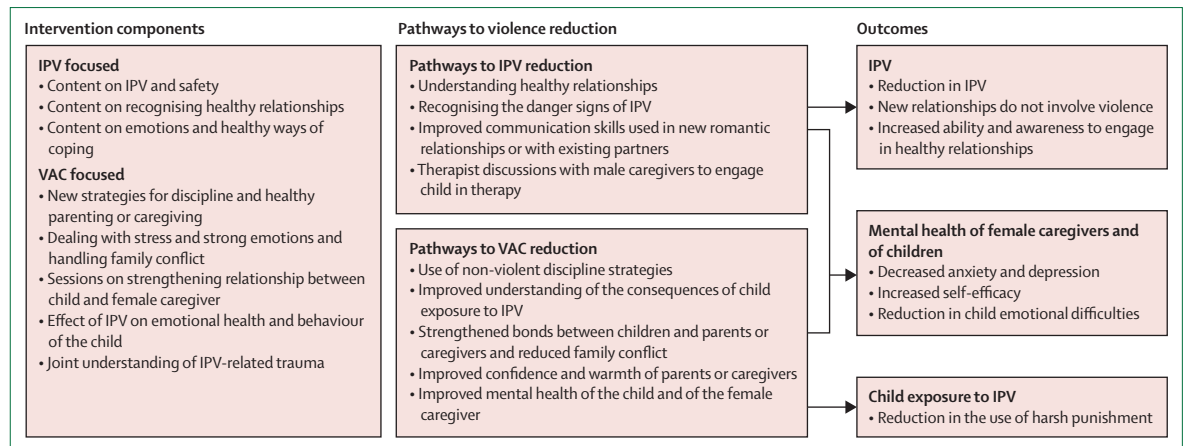 Intervention components
IPV focused
• Content on IPV and safety
• Content on recognising healthy relationships
• Content on emotions and healthy ways of
coping
VAC focused
• New strategies for discipline and healthy
parenting or caregiving
• Dealing with stress and strong emotions and
handling family conflict
• Sessions on strengthening relationship between
child and female caregiver
• Effect of IPV on emotional health and behaviour
of the child
• Joint understanding of IPV-related trauma
Pathways to violence reduction
Pathways to IPV reduction
• Understanding healthy relationships
• Recognising the danger signs of IPV
• Improved communication skills used in new romantic
relationships or with existing partners
• Therapist discussions with male caregivers to engage
child in therapy
Pathways to VAC reduction
• Use of non-violent discipline strategies
• Improved understanding of the consequences of child
exposure to IPV
• Strengthened bonds between children and parents or
caregivers and reduced family conflict
• Improved confidence and warmth of parents or caregivers
• Improved mental health of the child and of the female
caregiver
Outcomes
IPV
• Reduction in IPV
• New relationships do not involve violence
• Increased ability and awareness to engage
in healthy relationships
Mental health of female caregivers and
of children
• Decreased anxiety and depression
• Increased self-efficacy
• Reduction in child emotional difficulties
Child exposure to IPV
• Reduction in the use of harsh punishment